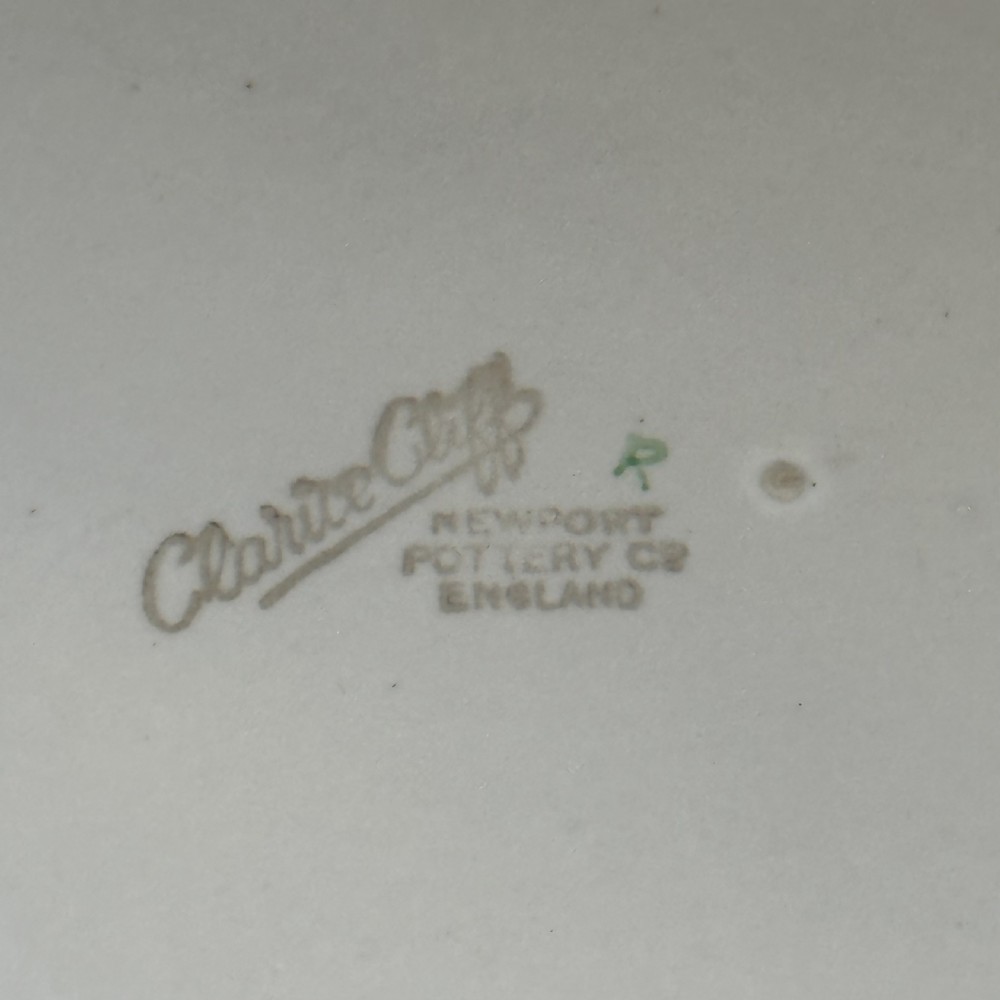 Clarice Cliff
R
NEWPORT
POTTERY Co
ENGLAND